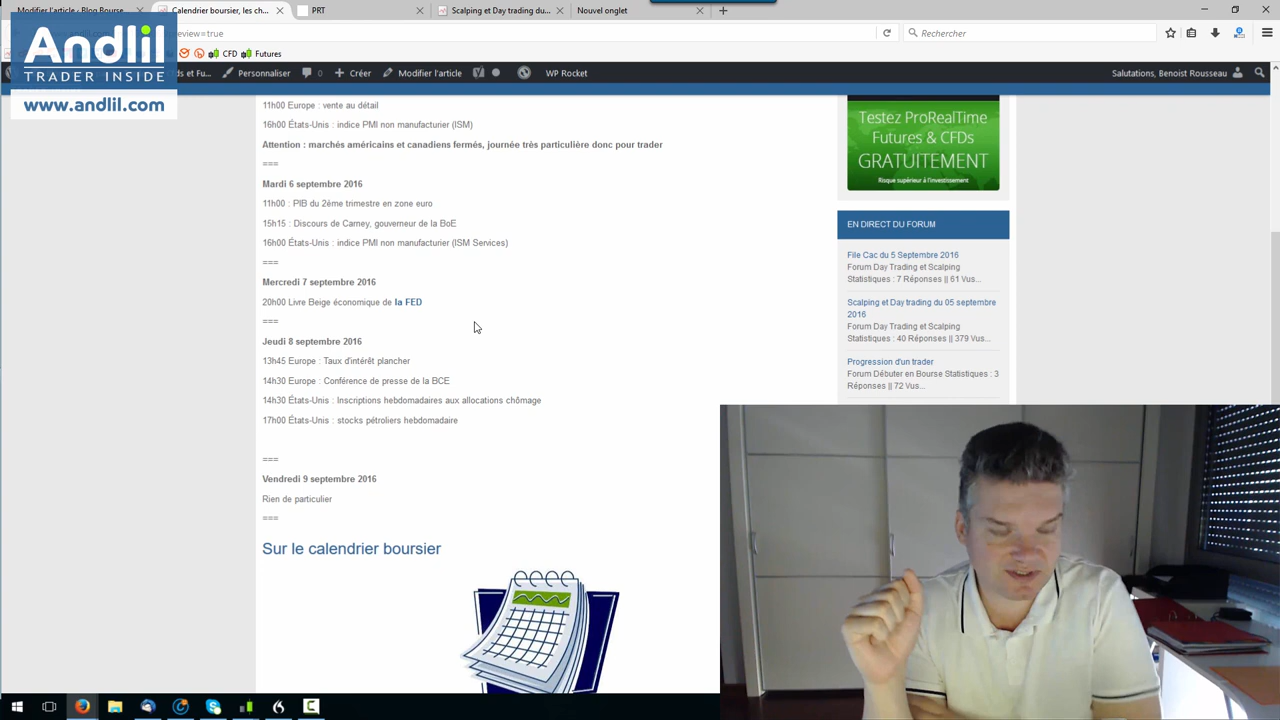 Modifier l'article ‹ Blog Bourse
Calendrier boursier, les ch...
PRT
Scalping et Day trading du...
Nouvel onglet
review=true
Rechercher
CFD
Futures
Andlil
TRADER INSIDE
www.andlil.com
ds et Fu...
Personnaliser
0
Créer
Modifier l'article
WP Rocket
Salutations, Benoist Rousseau
11h00 Europe : vente au détail
16h00 États-Unis : indice PMI non manufacturier (ISM)
Attention : marchés américains et canadiens fermés, journée très particulière donc pour trader
===
Mardi 6 septembre 2016
11h00 : PIB du 2ème trimestre en zone euro
15h15 : Discours de Carney, gouverneur de la BoE
16h00 États-Unis : indice PMI non manufacturier (ISM Services)
===
Mercredi 7 septembre 2016
20h00 Livre Beige économique de la FED
===
Jeudi 8 septembre 2016
13h45 Europe : Taux d'intérêt plancher
14h30 Europe : Conférence de presse de la BCE
14h30 États-Unis : Inscriptions hebdomadaires aux allocations chômage
17h00 États-Unis : stocks pétroliers hebdomadaire
===
Vendredi 9 septembre 2016
Rien de particulier
===
Sur le calendrier boursier
Testez ProRealTime
Futures & CFDs
GRATUITEMENT
Risque supérieur à l'investissement
EN DIRECT DU FORUM
File Cac du 5 Septembre 2016
Forum Day Trading et Scalping
Statistiques : 7 Réponses || 61 Vus...
Scalping et Day trading du 05 septembre
2016
Forum Day Trading et Scalping
Statistiques : 40 Réponses || 379 Vus...
Progression d'un trader
Forum Débuter en Bourse Statistiques : 3
Réponses || 72 Vus...